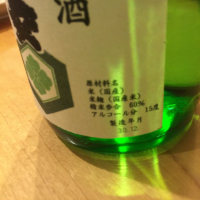 酒
原材料名
米（国産）
米麹（国産米）
精米歩合 60%
アルコール分 15度
製造年月